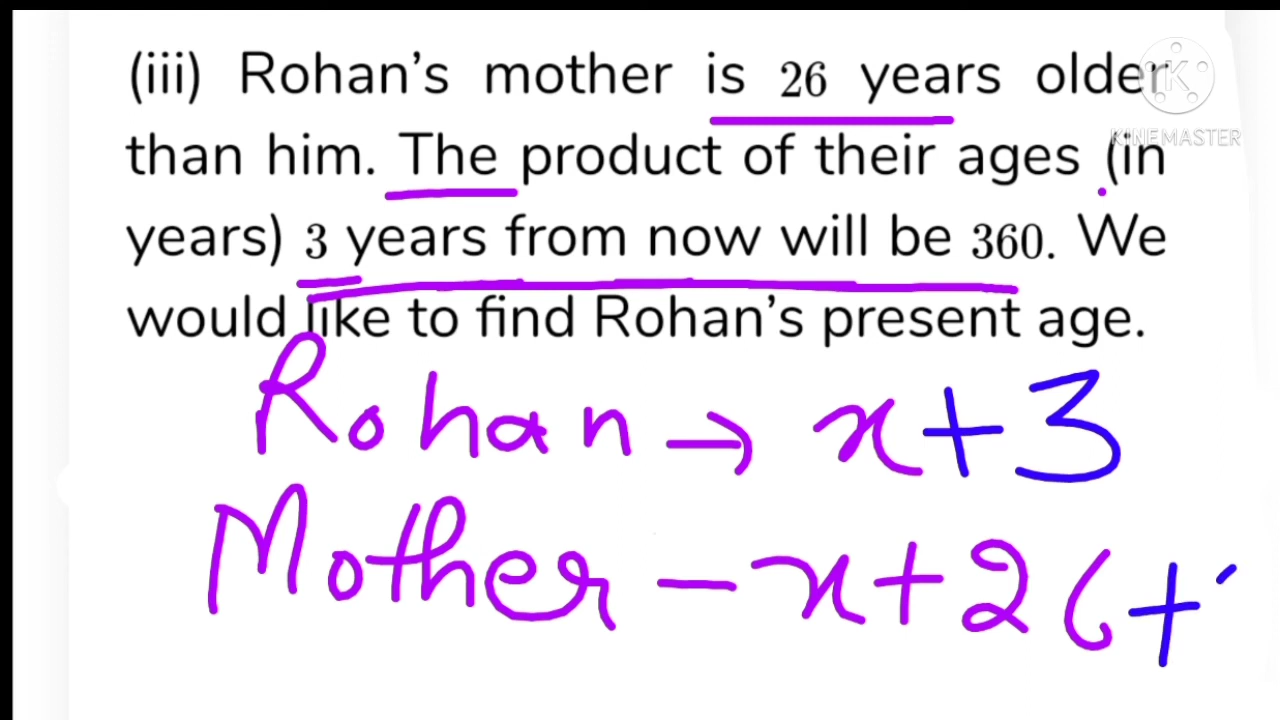 (iii) Rohan's mother is 26 years older
than him. The product of their ages (in
years) 3 years from now will be 360. We
would like to find Rohan's present age.
Rohan → x+3
Mother - x+26+
K
KINEMASTER